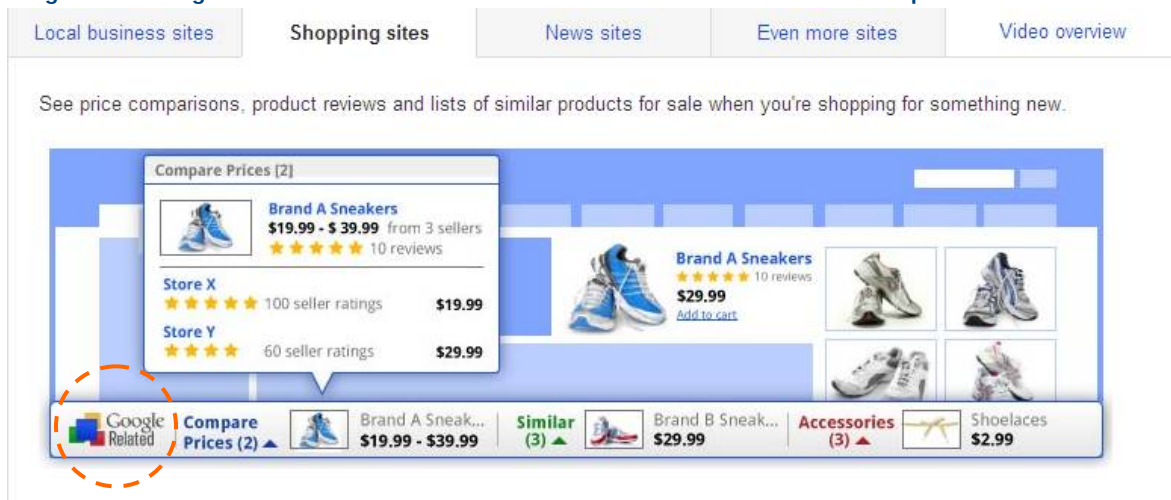 Local business sites
Shopping sites
News sites
Even more sites
Video overview
See price comparisons, product reviews and lists of similar products for sale when you're shopping for something new.
Compare Prices [2]
Brand A Sneakers
$19.99 - $ 39.99 from 3 sellers
10 reviews
Store X
100 seller ratings $19.99
Store Y
60 seller ratings $29.99
Brand A Sneakers
10 reviews
$29.99
Add to cart
Google
Related
Compare
Prices (2)
Brand A Sneak...
$19.99 - $39.99
Similar
(3)
Brand B Sneak...
$29.99
Accessories
(3)
Shoelaces
$2.99